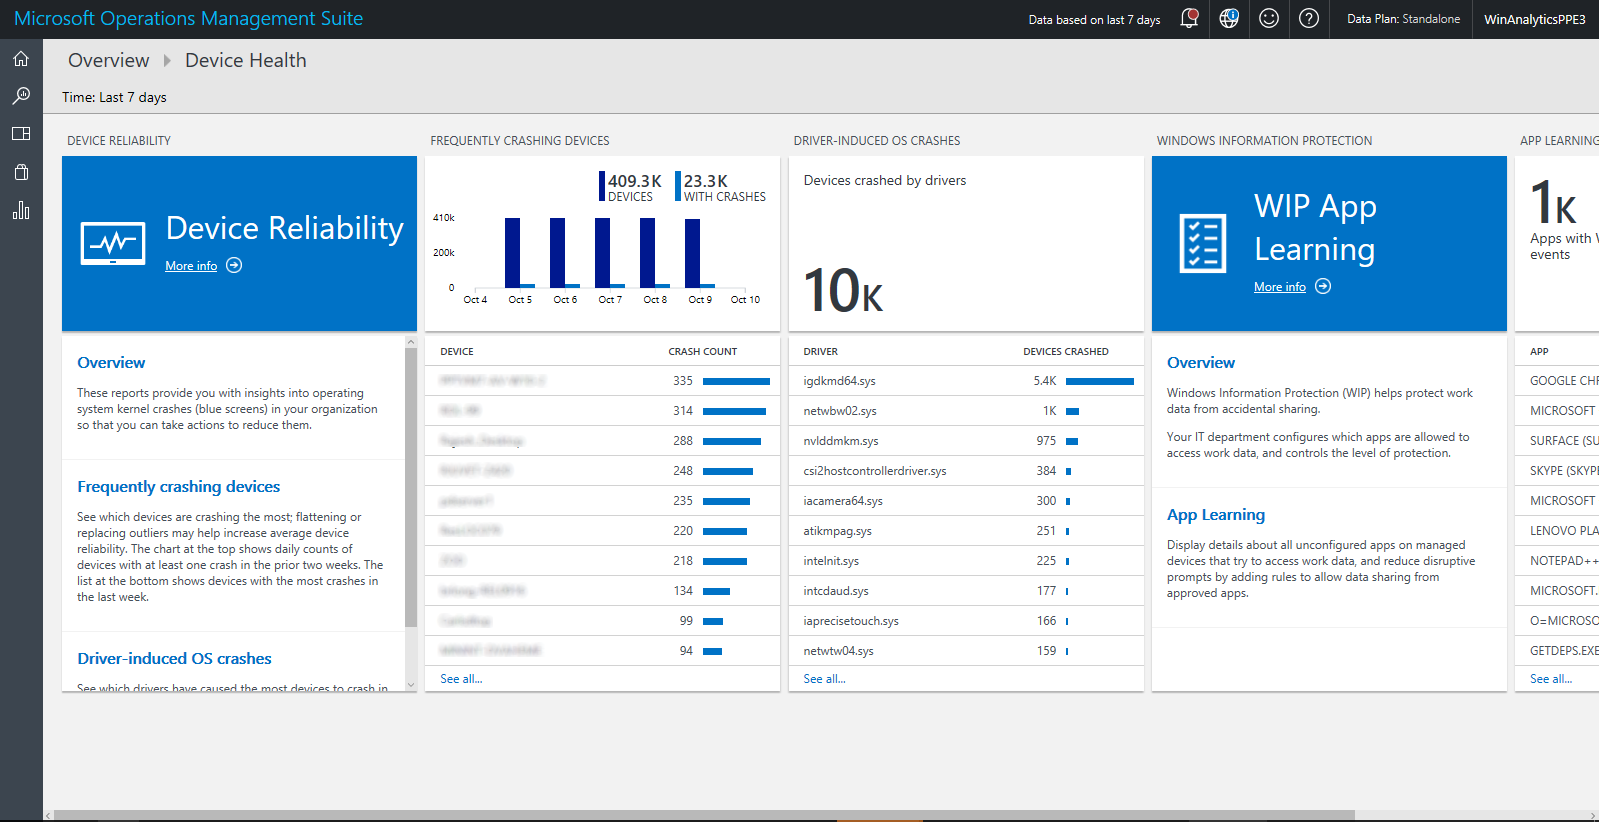 Microsoft Operations Management Suite
Data based on last 7 days
Data Plan: Standalone
WinAnalyticsPPE3
Overview
Device Health
Time: Last 7 days
DEVICE RELIABILITY
Device Reliability
More info
Overview
These reports provide you with insights into operating
system kernel crashes (blue screens) in your organization
so that you can take actions to reduce them.
Frequently crashing devices
See which devices are crashing the most; flattening or
replacing outliers may help increase average device
reliability. The chart at the top shows daily counts of
devices with at least one crash in the prior two weeks. The
list at the bottom shows devices with the most crashes in
the last week.
Driver-induced OS crashes
See which drivers have caused the most devices to crash in
FREQUENTLY CRASHING DEVICES
409.3K
DEVICES
23.3K
WITH CRASHES
410k
200k
0
Oct 4 Oct 5 Oct 6 Oct 7 Oct 8 Oct 9 Oct 10
DEVICE CRASH COUNT
335
314
288
248
235
220
218
134
99
94
See all...
DRIVER-INDUCED OS CRASHES
Devices crashed by drivers
10K
DRIVER DEVICES CRASHED
igdkmd64.sys 5.4K
netwbw02.sys 1K
nvlddmkm.sys 975
csi2hostcontrollerdriver.sys 384
iacamera64.sys 300
atikmpag.sys 251
intelnit.sys 225
intcdaud.sys 177
iaprecisetouch.sys 166
netwtw04.sys 159
See all...
WINDOWS INFORMATION PROTECTION
WIP App
Learning
More info
Overview
Windows Information Protection (WIP) helps protect work
data from accidental sharing.
Your IT department configures which apps are allowed to
access work data, and controls the level of protection.
App Learning
Display details about all unconfigured apps on managed
devices that try to access work data, and reduce disruptive
prompts by adding rules to allow data sharing from
approved apps.
APP LEARNING
1K
Apps with
events
APP
GOOGLE CHR
MICROSOFT
SURFACE (SU
SKYPE (SKYPE
MICROSOFT
LENOVO PLA
NOTEPAD++
MICROSOFT.
O=MICROSO
GETDEPS.EXE
See all...